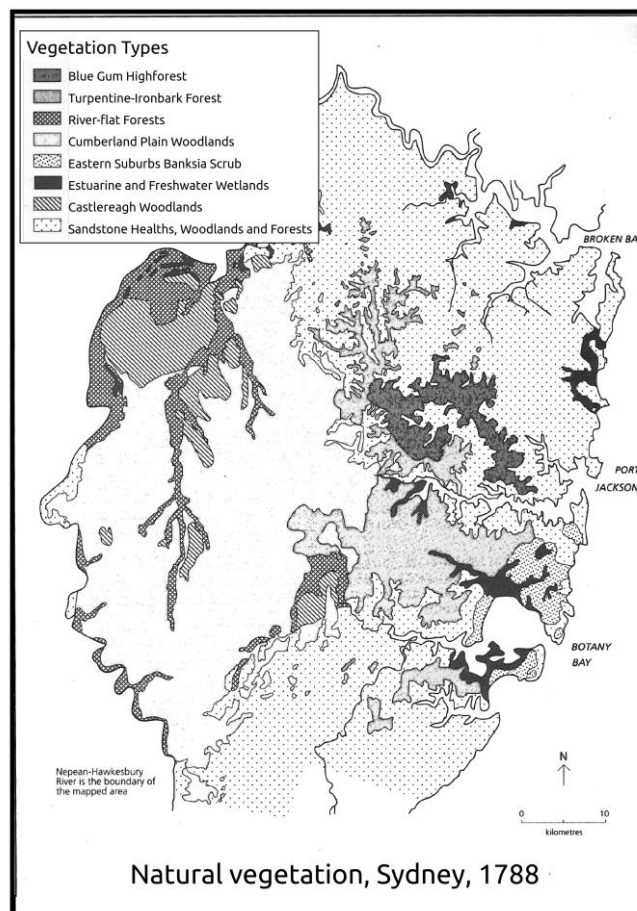 Vegetation Types
Blue Gum Highforest
Turpentine-Ironbark Forest
River-flat Forests
Cumberland Plain Woodlands
Eastern Suburbs Banksia Scrub
Estuarine and Freshwater Wetlands
Castlereagh Woodlands
Sandstone Healths, Woodlands and Forests
BROKEN BA
PORT
JACKSON
BOTANY
BAY
Nepean-Hawkesbury
River is the boundary of
the mapped area
N
0 10
kilometres
Natural vegetation, Sydney, 1788